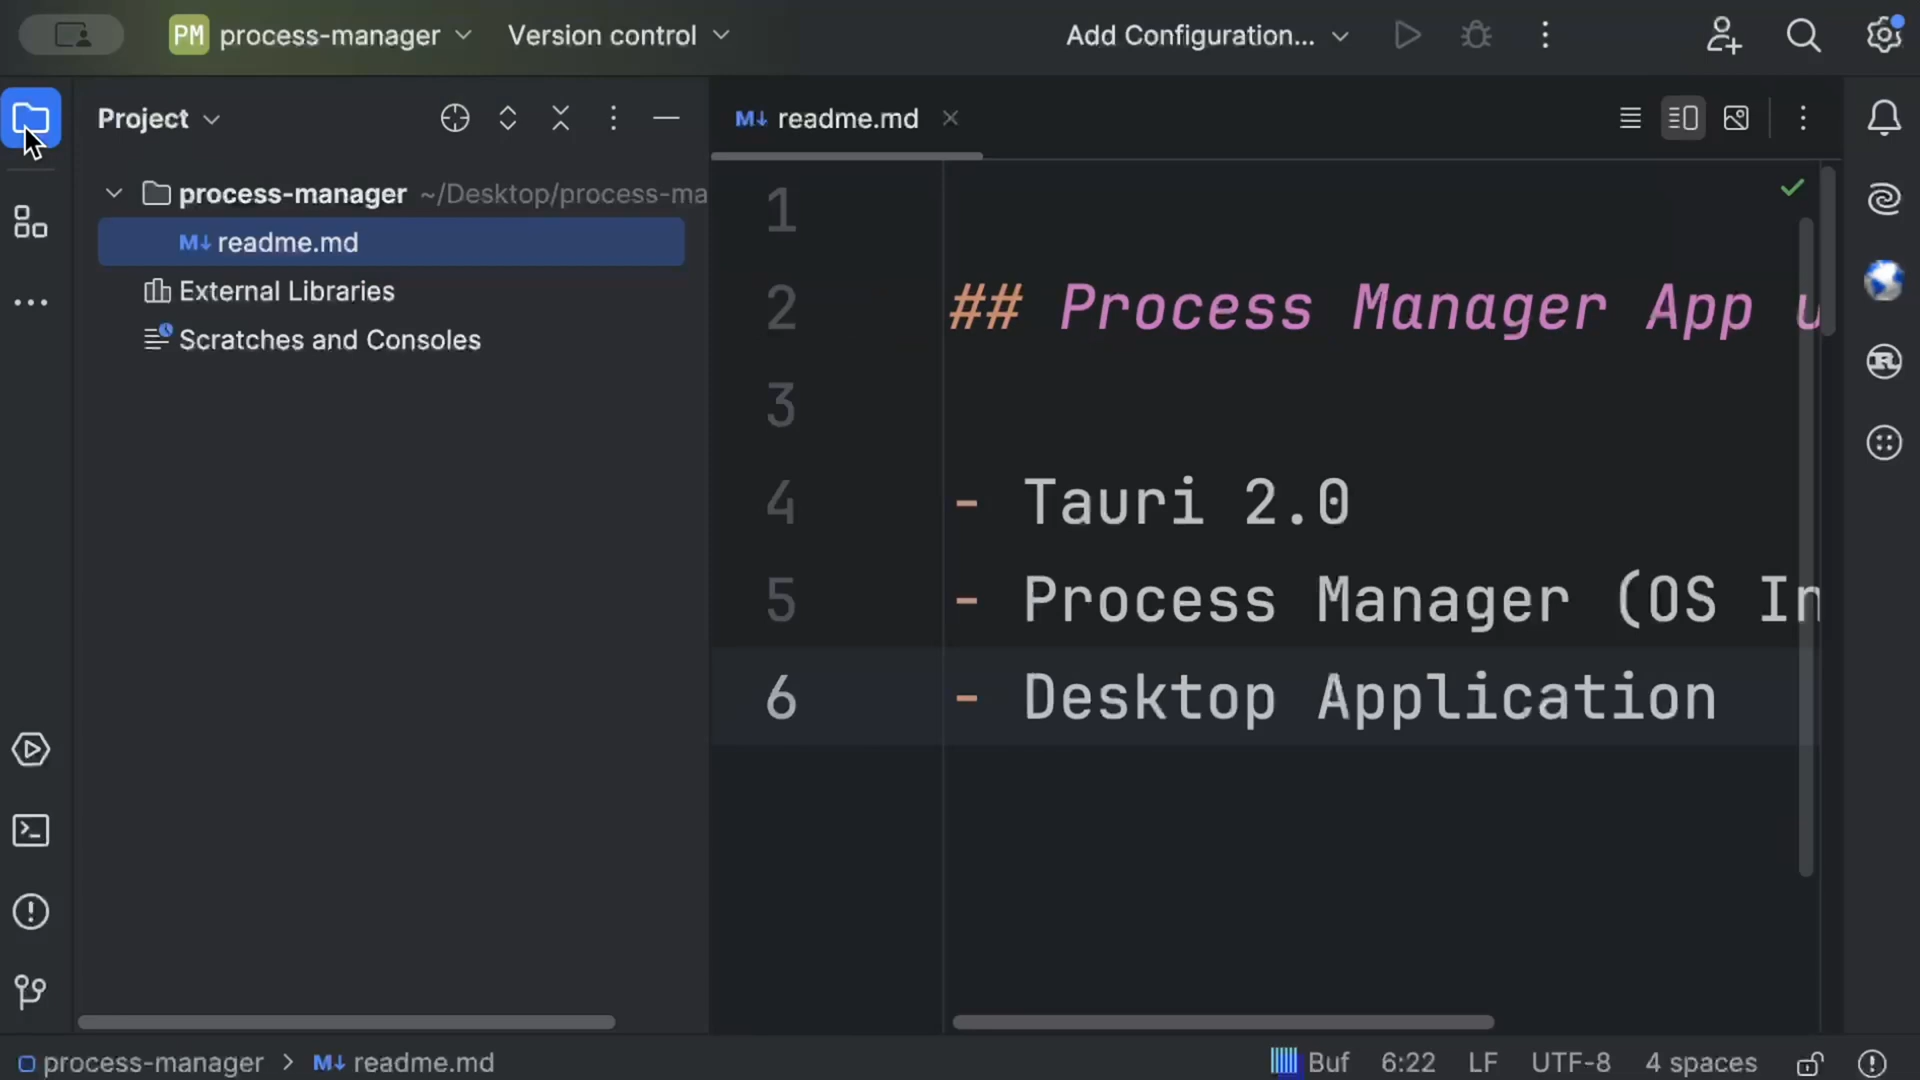 PM process-manager
Version control
Add Configuration...
Project
readme.md
process-manager ~/Desktop/process-ma
readme.md
External Libraries
Scratches and Consoles
1
2 ## Process Manager App u
3
4 - Tauri 2.0
5 - Process Manager (OS In
6 - Desktop Application
process-manager > readme.md
Buf 6:22 LF UTF-8 4 spaces